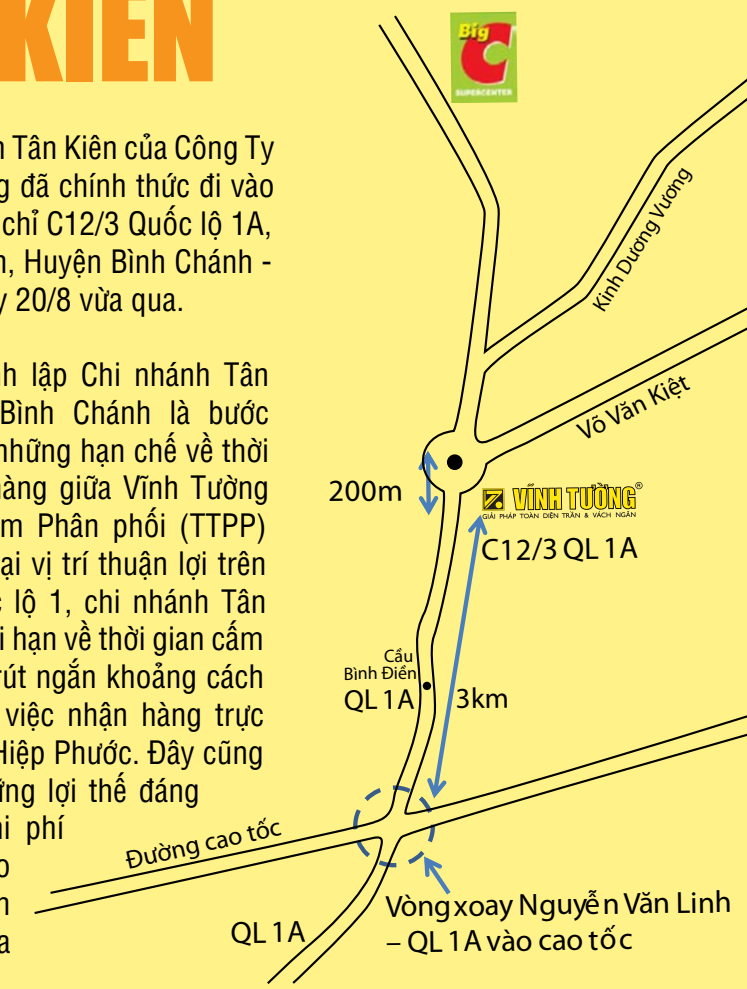 KIÊN
Tân Kiên của Công Ty
đã chính thức đi vào
chỉ C12/3 Quốc lộ 1A,
Huyện Bình Chánh -
20/8 vừa qua.
lập Chi nhánh Tân
Bình Chánh là bước
những hạn chế về thời
hàng giữa Vĩnh Tường
Phân phối (TTPP)
tại vị trí thuận lợi trên
lộ 1, chi nhánh Tân
hạn về thời gian cấm
rút ngắn khoảng cách
việc nhận hàng trực
Hiệp Phước. Đây cũng
lợi thế đáng
phí
Big
C
SUPERCENTER
Kinh Dương Vương
Võ Văn Kiệt
200m
VĨNH TƯỜNG®
GIẢI PHÁP TOÀN DIỆN TRẦN & VÁCH NGĂN
C12/3 QL 1A
Cầu
Bình Điền
QL 1A
3km
Đường cao tốc
QL 1A
Vòng xoay Nguyễn Văn Linh
– QL 1A vào cao tốc